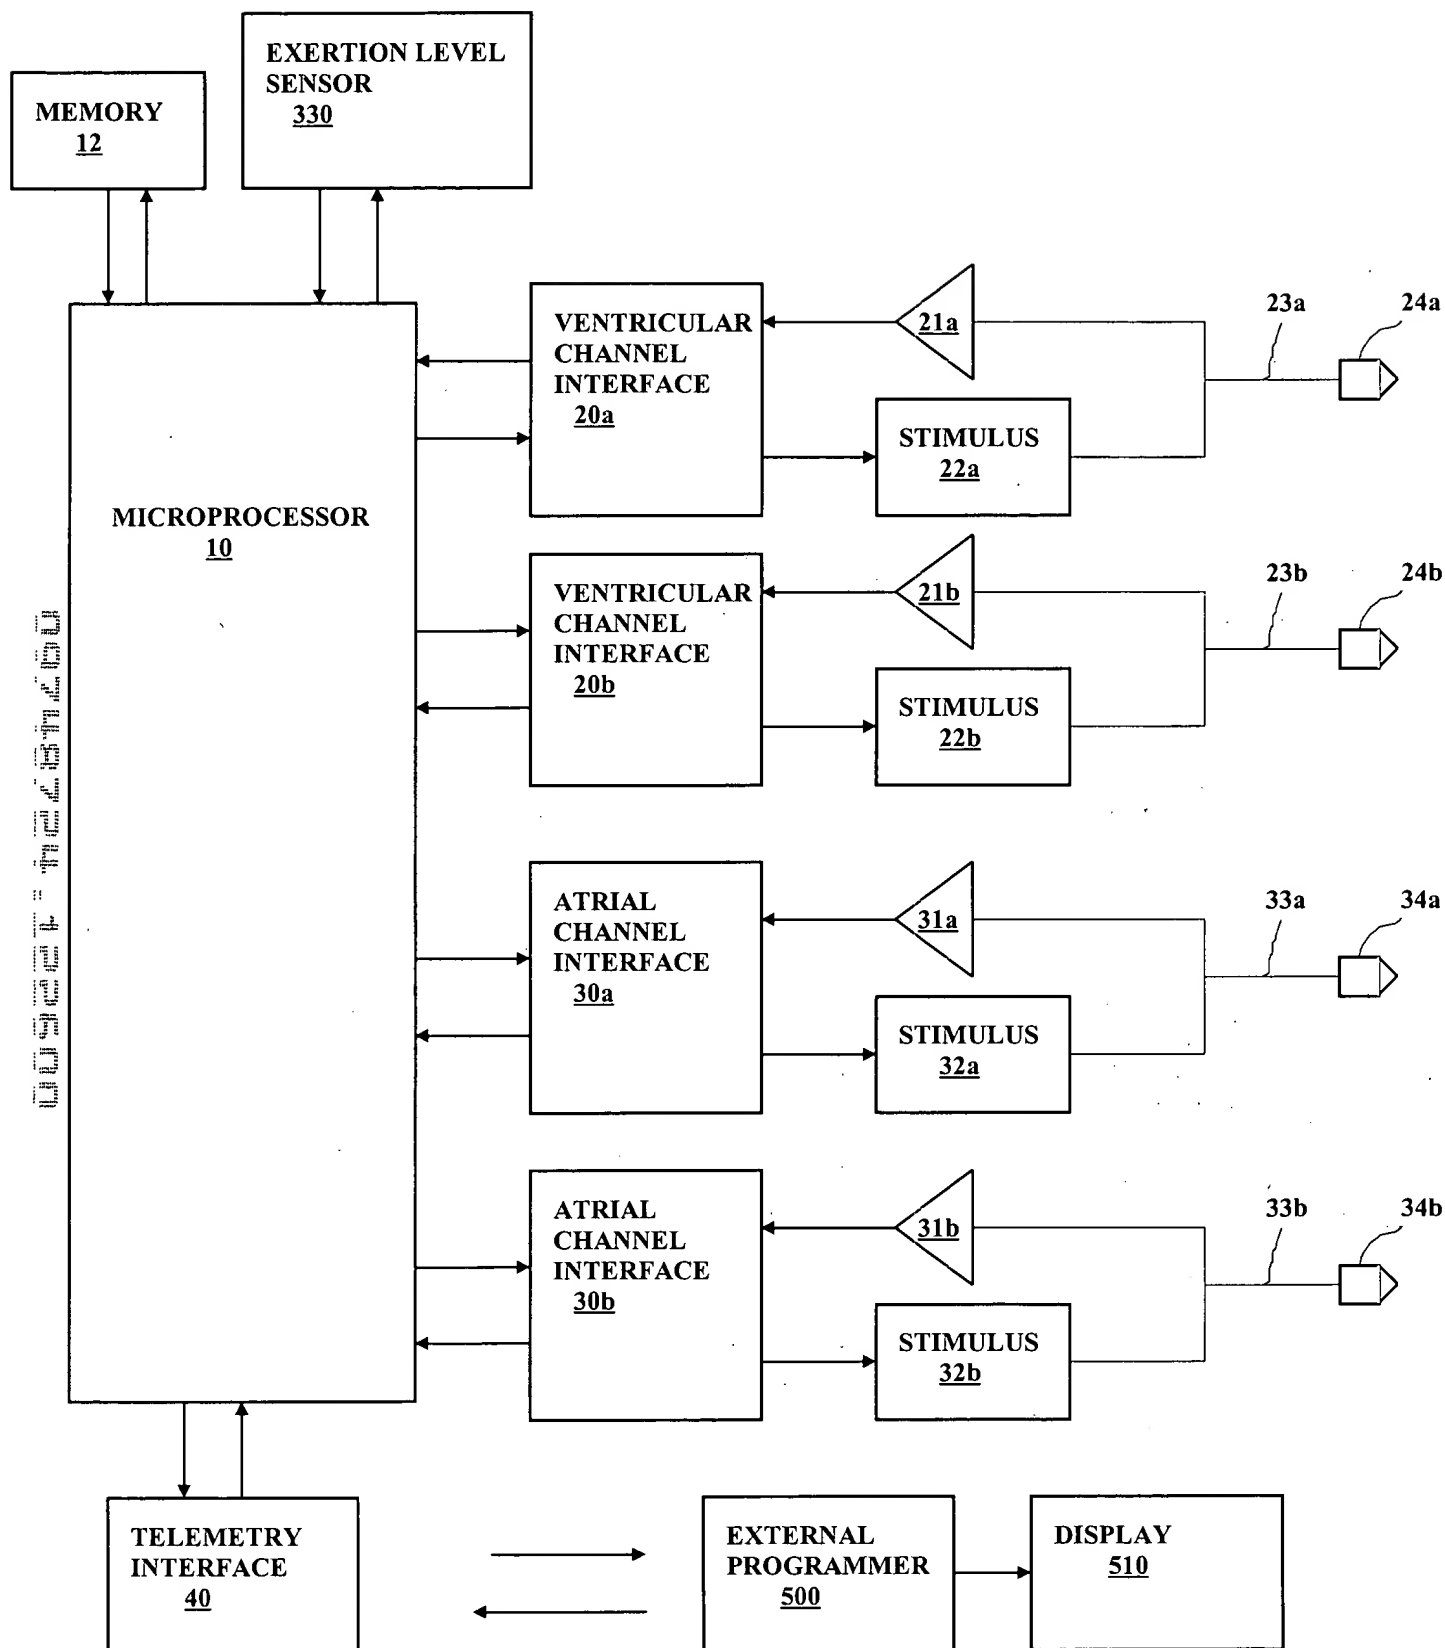 EXERTION LEVEL
SENSOR
330
MEMORY
12
MICROPROCESSOR
10
VENTRICULAR
CHANNEL
INTERFACE
20a
21a
STIMULUS
22a
23a
24a
VENTRICULAR
CHANNEL
INTERFACE
20b
21b
STIMULUS
22b
23b
24b
ATRIAL
CHANNEL
INTERFACE
30a
31a
STIMULUS
32a
33a
34a
ATRIAL
CHANNEL
INTERFACE
30b
31b
STIMULUS
32b
33b
34b
TELEMETRY
INTERFACE
40
EXTERNAL
PROGRAMMER
500
DISPLAY
510